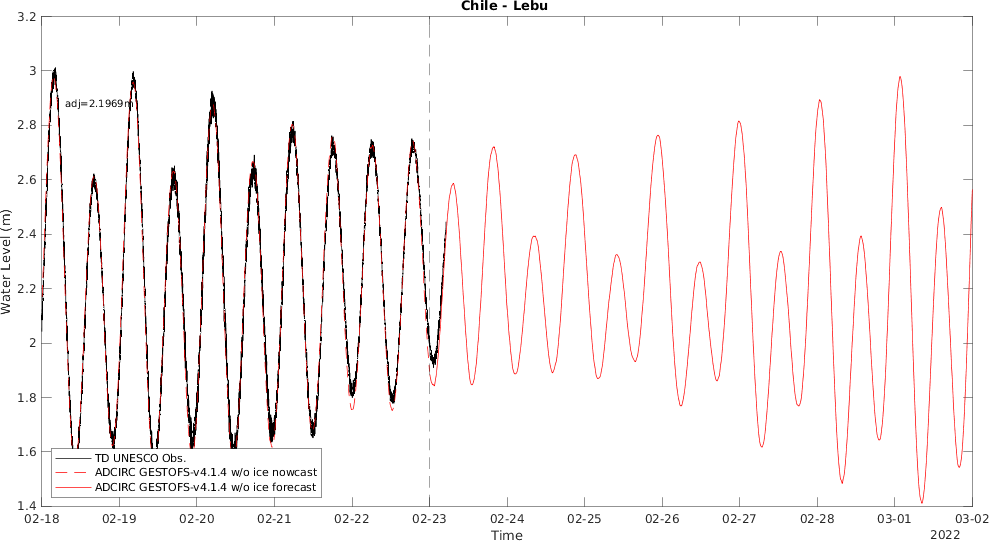 Chile - Lebu
3.2
3
2.8
2.6
2.4
2.2
2
1.8
1.6
1.4
Water Level (m)
adj=2.1969m
TD UNESCO Obs.
ADCIRC GESTOFS-v4.1.4 w/o ice nowcast
ADCIRC GESTOFS-v4.1.4 w/o ice forecast
02-18 02-19 02-20 02-21 02-22 02-23 02-24 02-25 02-26 02-27 02-28 03-01 03-02
Time
2022